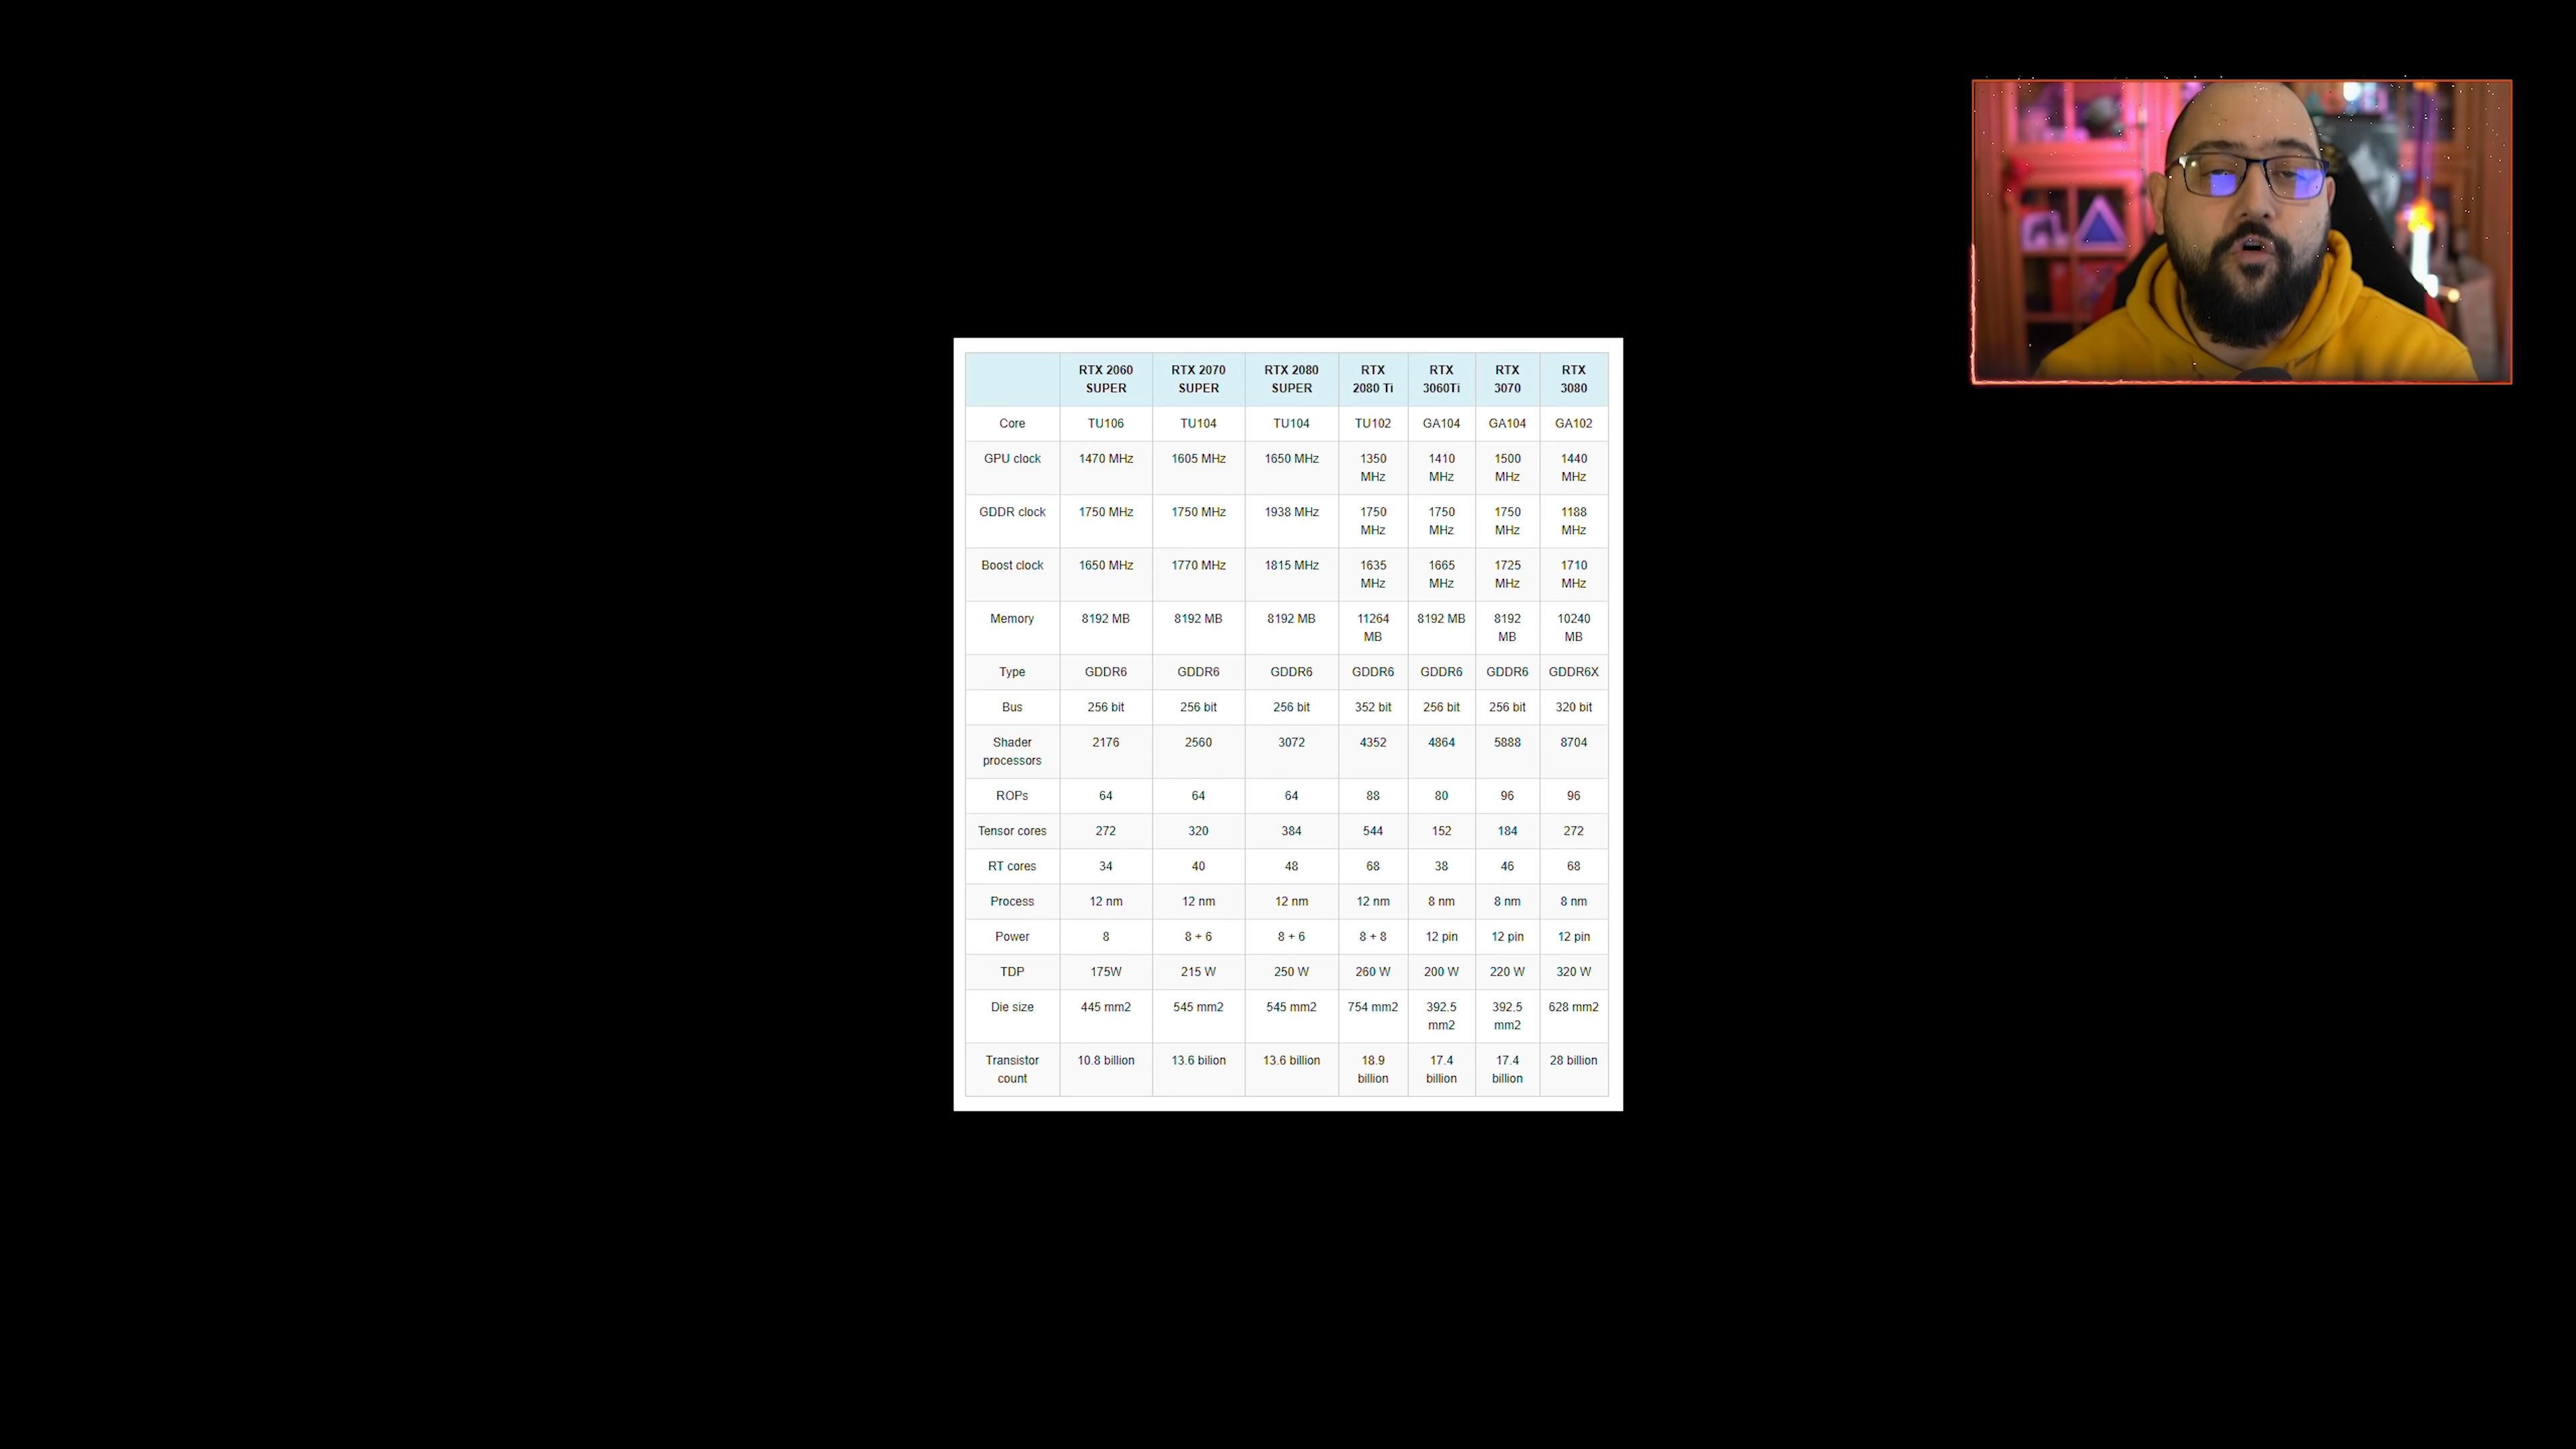 RTX 2060 SUPER RTX 2070 SUPER RTX 2080 SUPER RTX 2080 Ti RTX 3060Ti RTX 3070 RTX 3080
Core TU106 TU104 TU104 TU102 GA104 GA104 GA102
GPU clock 1470 MHz 1605 MHz 1650 MHz 1350 MHz 1410 MHz 1500 MHz 1440 MHz
GDDR clock 1750 MHz 1750 MHz 1938 MHz 1750 MHz 1750 MHz 1750 MHz 1188 MHz
Boost clock 1650 MHz 1770 MHz 1815 MHz 1635 MHz 1665 MHz 1725 MHz 1710 MHz
Memory 8192 MB 8192 MB 8192 MB 11264 MB 8192 MB 8192 MB 10240 MB
Type GDDR6 GDDR6 GDDR6 GDDR6 GDDR6 GDDR6 GDDR6X
Bus 256 bit 256 bit 256 bit 352 bit 256 bit 256 bit 320 bit
Shader processors 2176 2560 3072 4352 4864 5888 8704
ROPs 64 64 64 88 80 96 96
Tensor cores 272 320 384 544 152 184 272
RT cores 34 40 48 68 38 46 68
Process 12 nm 12 nm 12 nm 12 nm 8 nm 8 nm 8 nm
Power 8 8 + 6 8 + 6 8 + 8 12 pin 12 pin 12 pin
TDP 175W 215 W 250 W 260 W 200 W 220 W 320 W
Die size 445 mm2 545 mm2 545 mm2 754 mm2 392.5 mm2 392.5 mm2 628 mm2
Transistor count 10.8 billion 13.6 bilion 13.6 billion 18.9 billion 17.4 billion 17.4 billion 28 billion